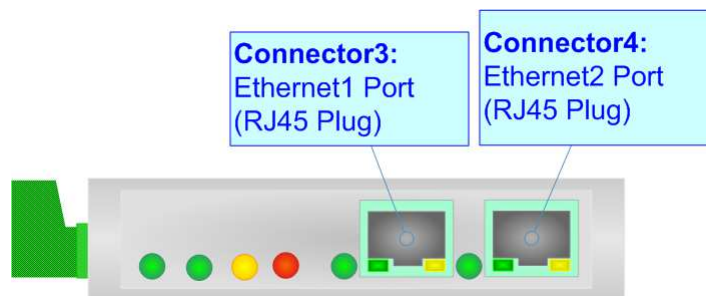 Connector3:
Ethernet1 Port
(RJ45 Plug)
Connector4:
Ethernet2 Port
(RJ45 Plug)